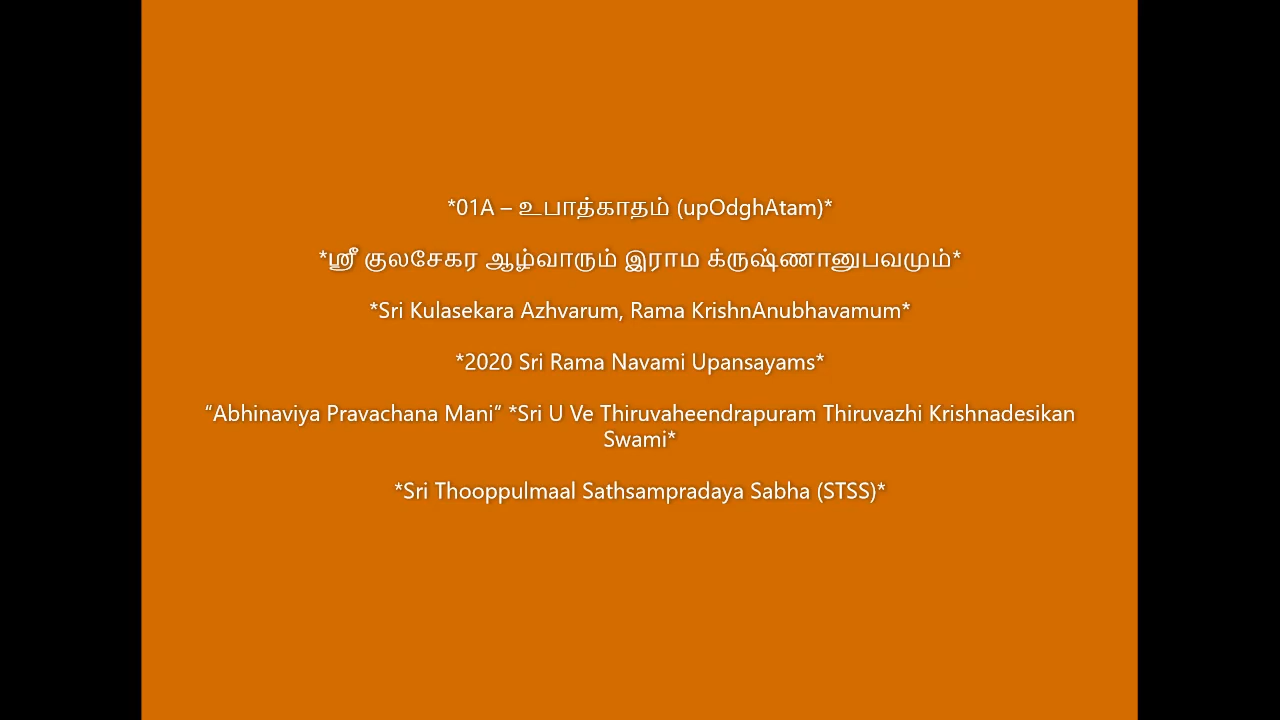 *01A – உபாத்காதம் (upOdghAtam)*
*ஸ்ரீ குலசேகர ஆழ்வாரும் இராம க்ருஷ்ணானுபவமும்*
*Sri Kulasekara Azhvarum, Rama KrishnAnubhavamum*
*2020 Sri Rama Navami Upansayams*
“Abhinaviya Pravachana Mani” *Sri U Ve Thiruvaheendrapuram Thiruvazhi Krishnadesikan
Swami*
*Sri Thooppulmaal Sathsampradaya Sabha (STSS)*